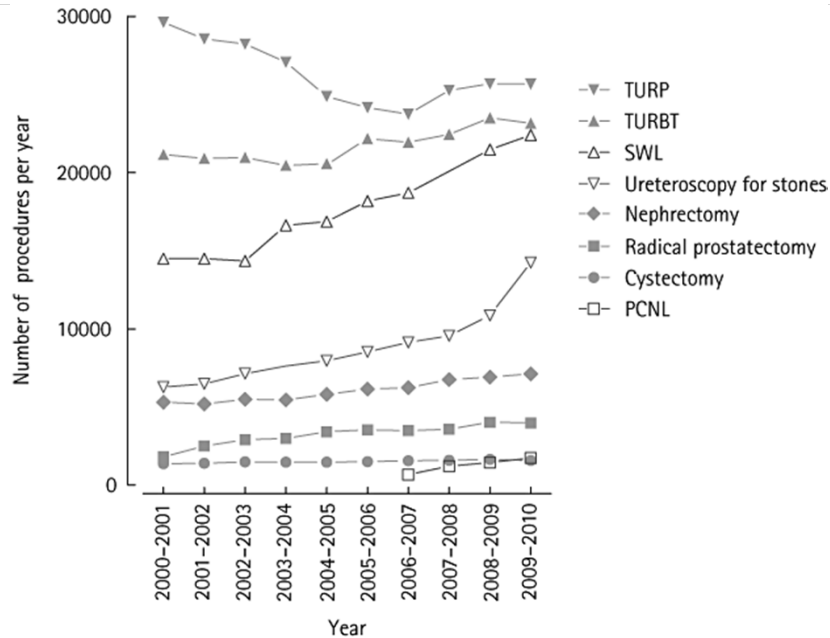 30000
20000
10000
0
Number of procedures per year
2000–2001
2001–2002
2002–2003
2003–2004
2004–2005
2005–2006
2006–2007
2007–2008
2008–2009
2009–2010
Year
TURP
TURBT
SWL
Ureteroscopy for stones
Nephrectomy
Radical prostatectomy
Cystectomy
PCNL